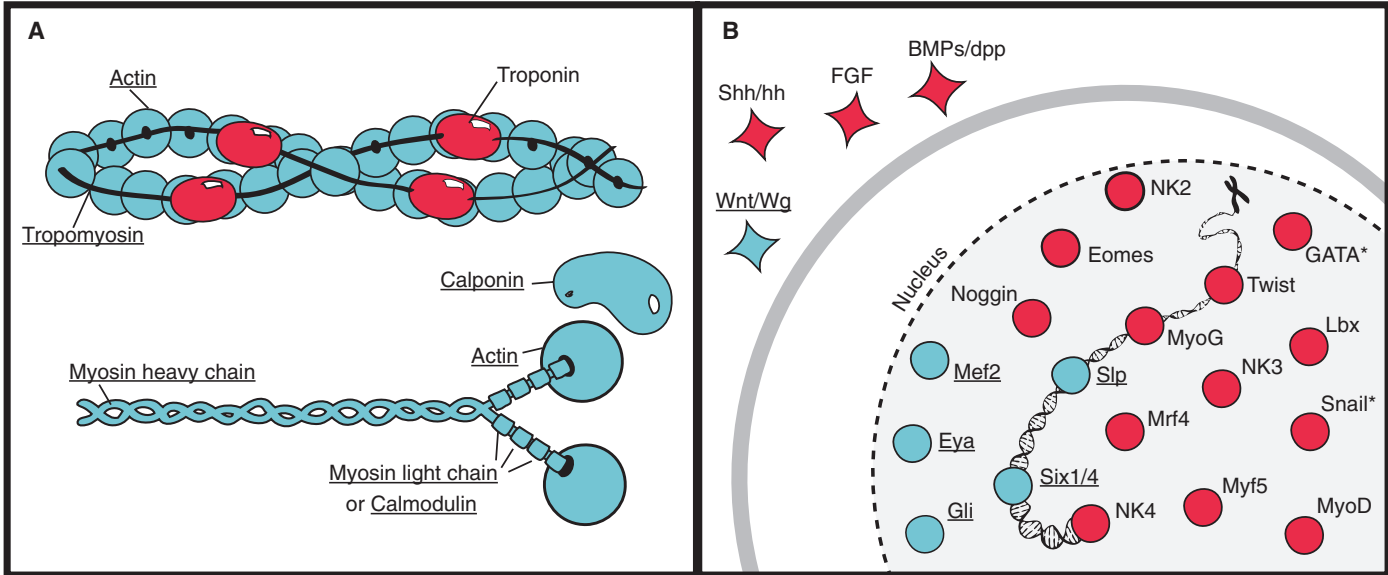 A
Actin
Troponin
Tropomyosin
Calponin
Actin
Myosin heavy chain
Myosin light chain
or Calmodulin
B
BMPs/dpp
FGF
Shh/hh
Wnt/Wg
Nucleus
NK2
Eomes
GATA*
Noggin
Twist
MyoG
Lbx
Mef2
Slp
NK3
Snail*
Mrf4
Eya
Six1/4
Myf5
MyoD
Gli
NK4